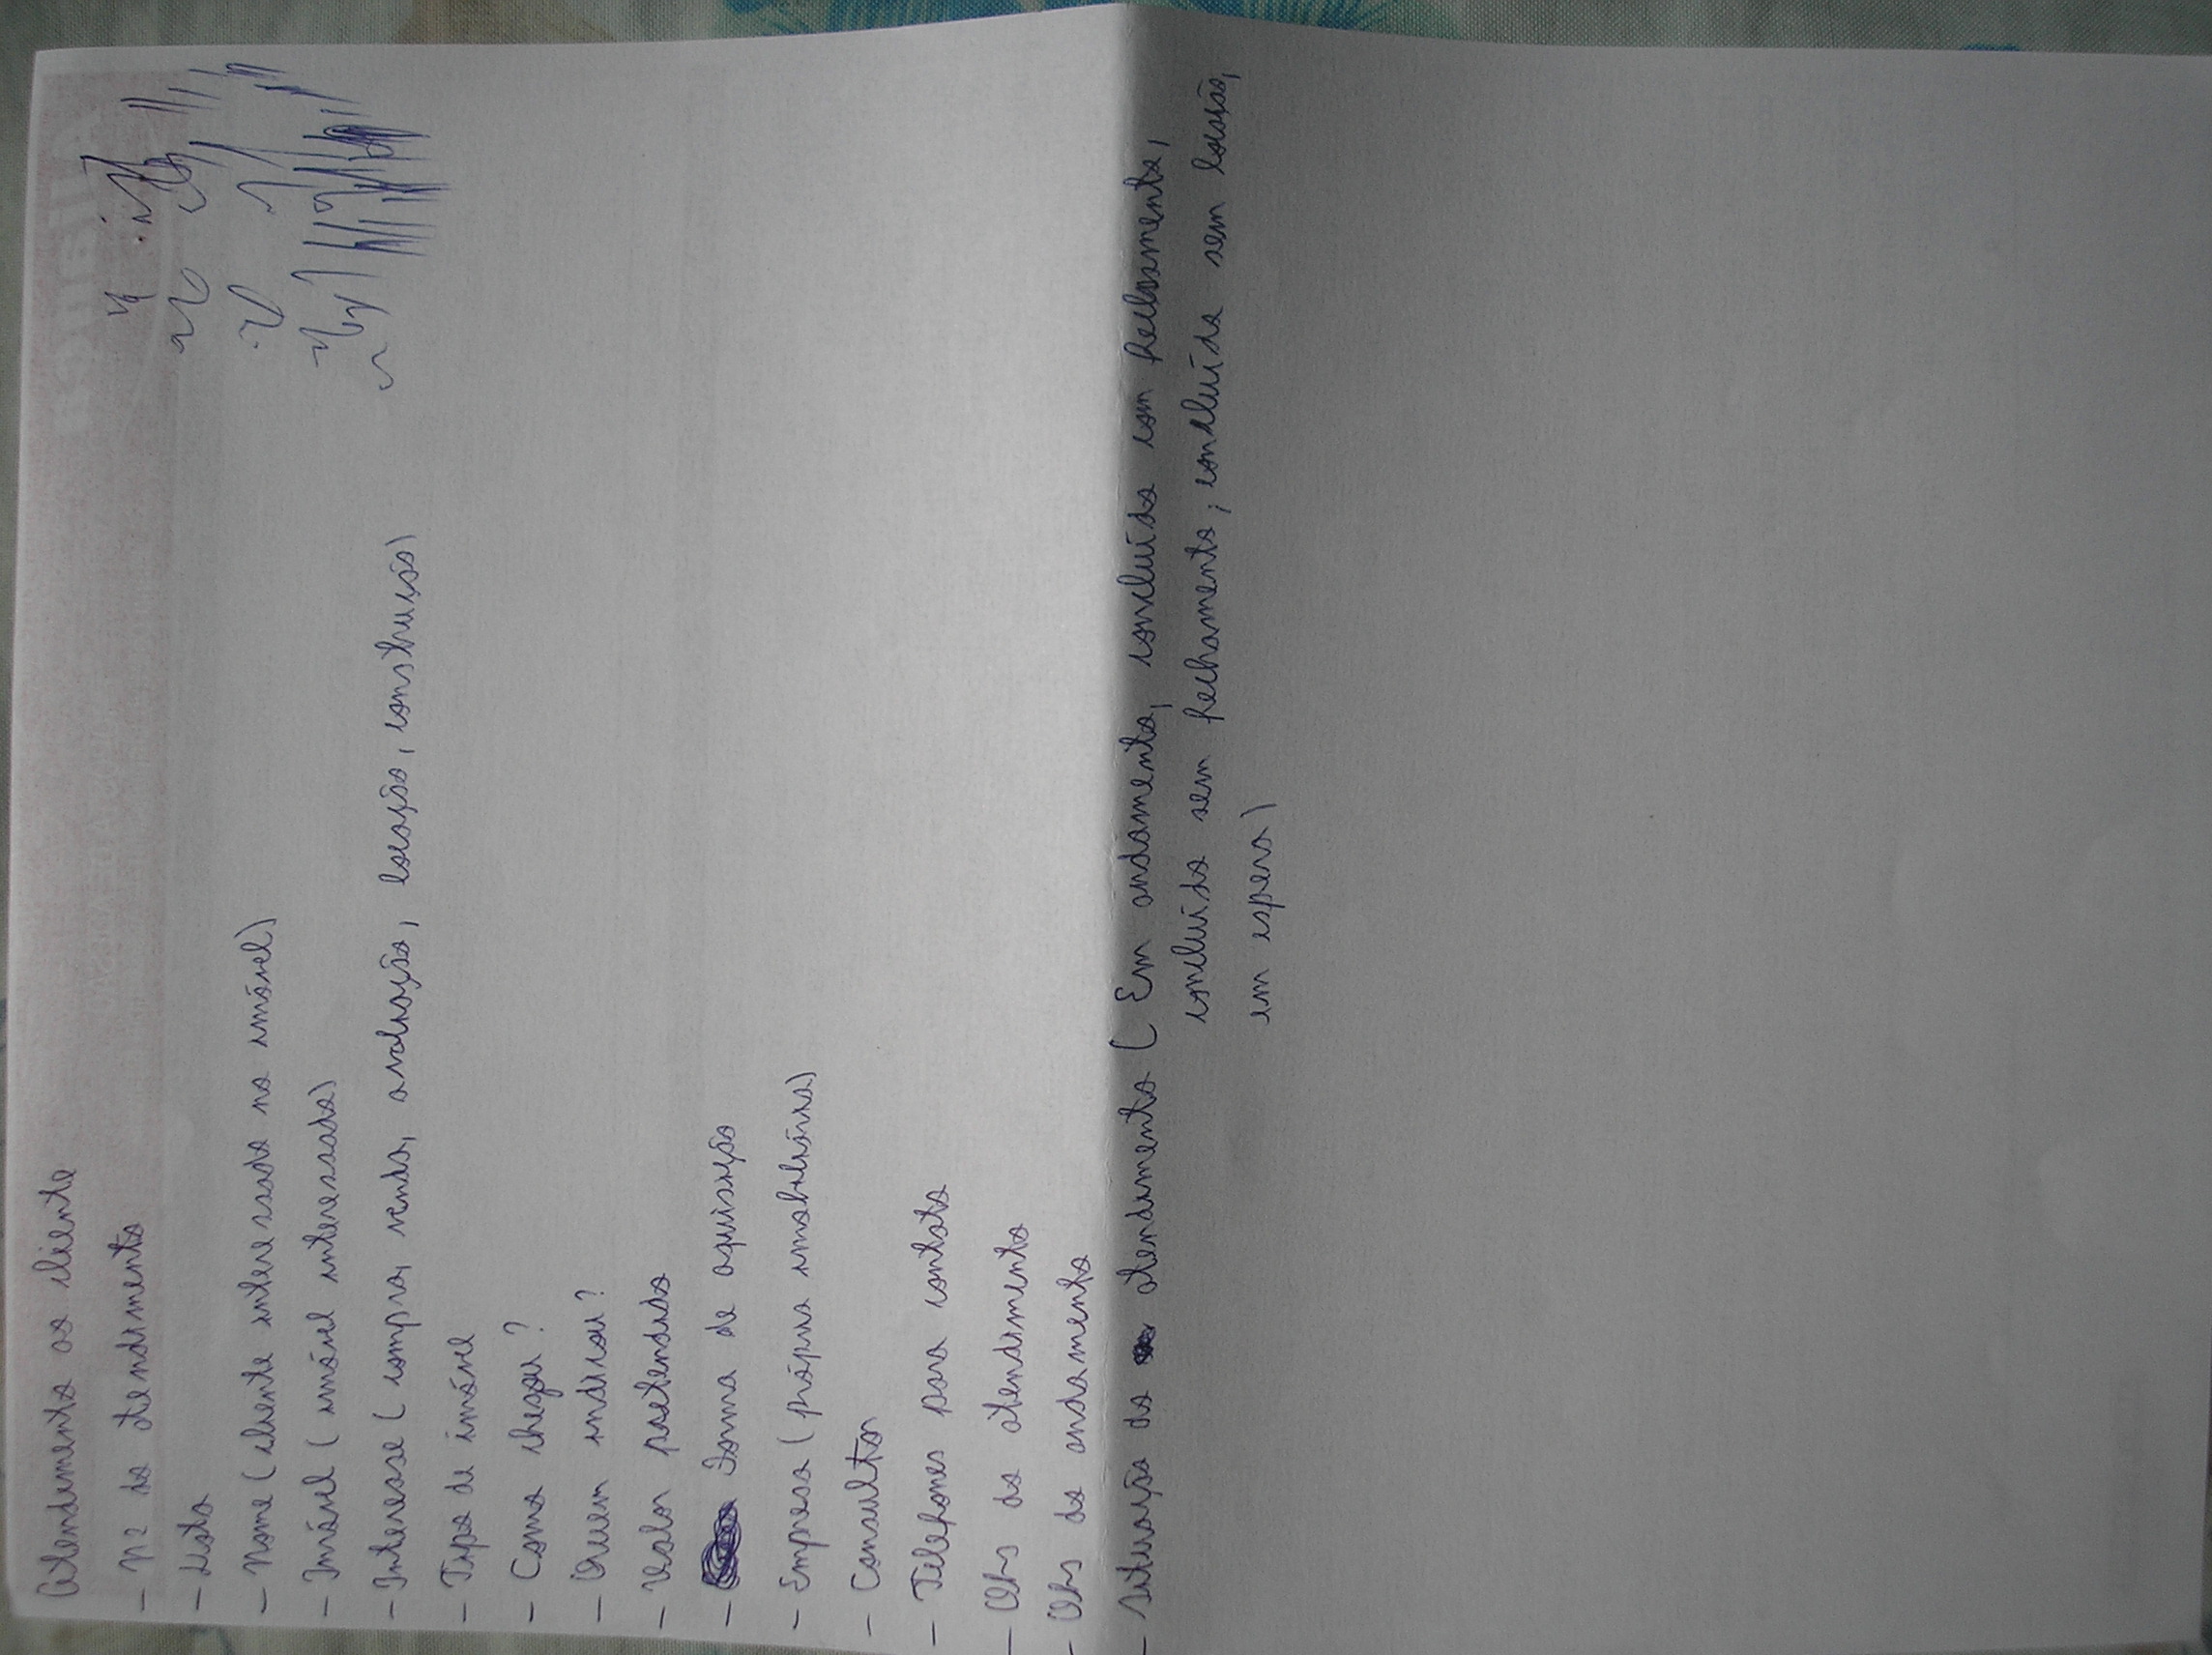 Atendimento ao cliente
- Nº do atendimento
- Data
- Nome (cliente interessado no imóvel)
- Imóvel (imóvel interessado)
- Interesse (compra, venda, avaliação, locação, construção)
- Tipo de imóvel
- Como chegou?
- Quem indicou?
- Valor pretendido
- Forma de aquisição
- Empresa (própria imobiliária)
- Consultor
- Telefones para contato
- Obs do atendimento
- Obs do andamento
- situação do atendimento (Em andamento, concluído com fechamento,
concluído sem fechamento, concluída sem locação,
em espera)